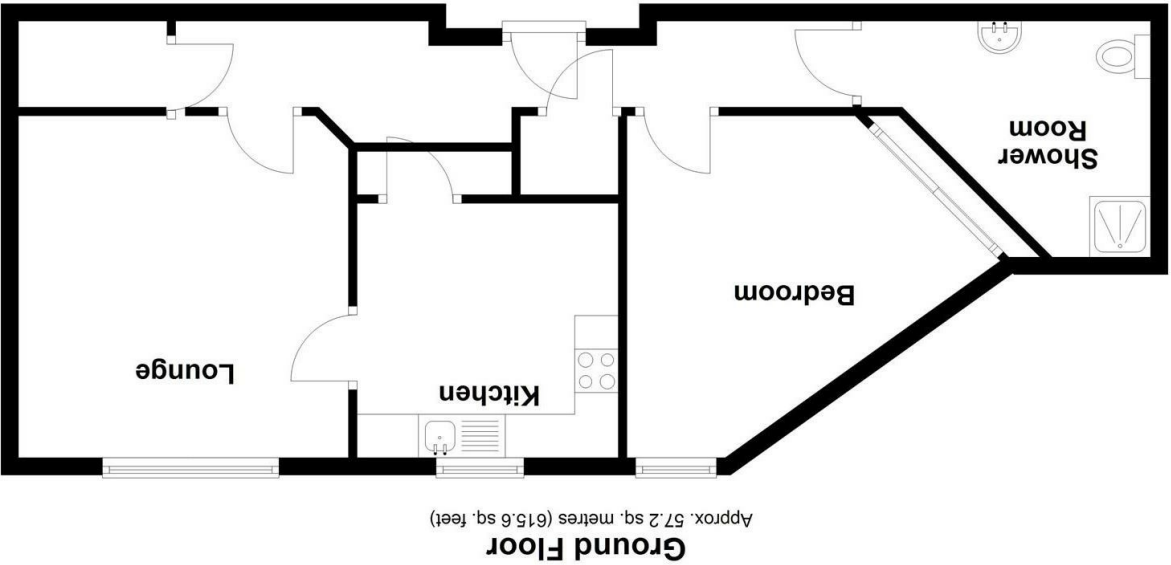 Ground Floor
Approx. 57.2 sq. metres (615.6 sq. feet)
Kitchen
Lounge
Bedroom
Shower
Room